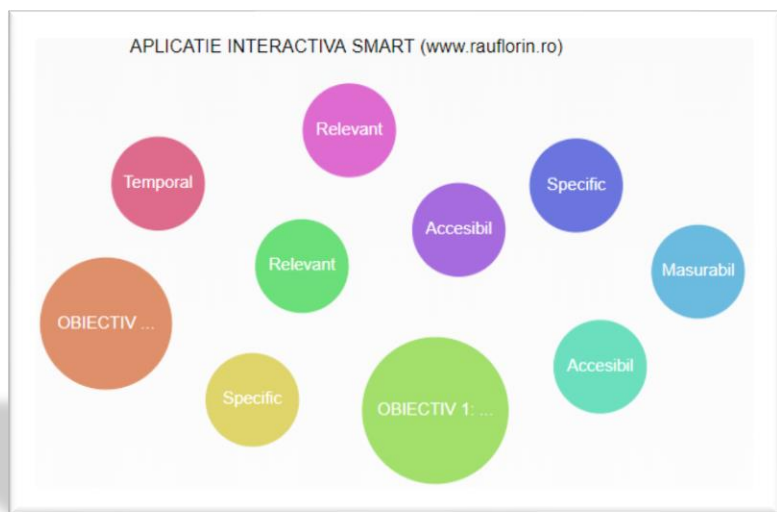 APLICATIE INTERACTIVA SMART (www.rauflorin.ro)
Relevant
Temporal
Specific
Accesibil
Relevant
Masurabil
OBIECTIV ...
Accesibil
Specific
OBIECTIV 1: ...